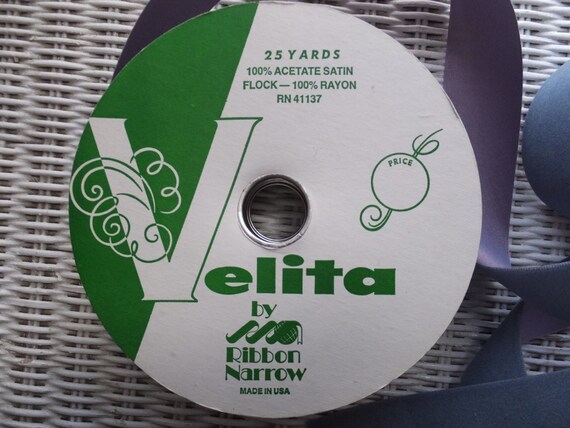 25 YARDS
100% ACETATE SATIN
FLOCK — 100% RAYON
RN 41137
PRICE
Velita
by
Ribbon
Narrow
MADE IN USA